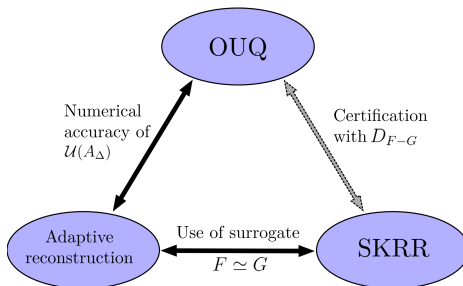 OUQ
Numerical
accuracy of
𝒰(A_Δ)
Certification
with D_{F−G}
Adaptive
reconstruction
Use of surrogate
F ≃ G
SKRR